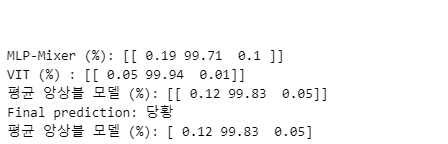 MLP-Mixer (%): [[ 0.19 99.71  0.1 ]]
VIT (%) : [[ 0.05 99.94  0.01]]
평균 앙상블 모델 (%): [[ 0.12 99.83  0.05]]
Final prediction: 당황
평균 앙상블 모델 (%): [ 0.12 99.83  0.05]